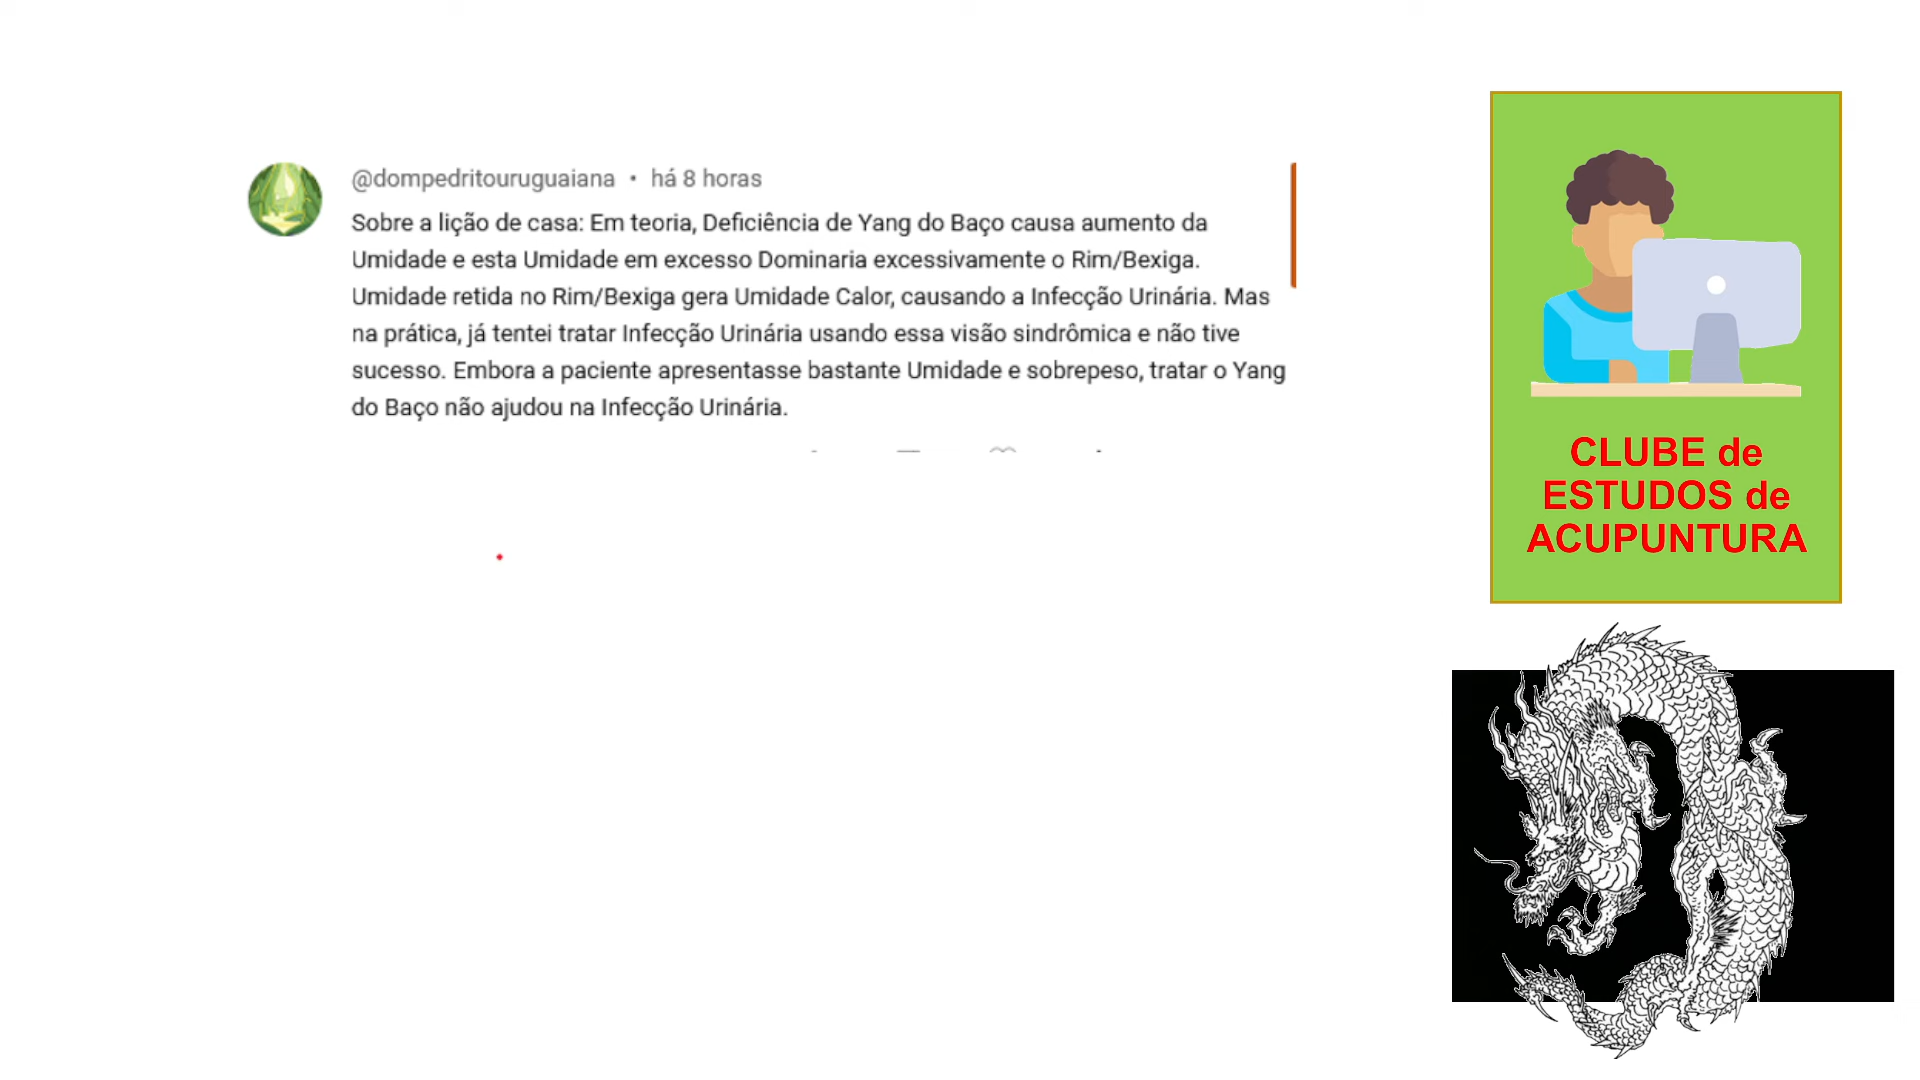 @dompedritouruguaiana • há 8 horas
Sobre a lição de casa: Em teoria, Deficiência de Yang do Baço causa aumento da
Umidade e esta Umidade em excesso Dominaria excessivamente o Rim/Bexiga.
Umidade retida no Rim/Bexiga gera Umidade Calor, causando a Infecção Urinária. Mas
na prática, já tentei tratar Infecção Urinária usando essa visão sindrômica e não tive
sucesso. Embora a paciente apresentasse bastante Umidade e sobrepeso, tratar o Yang
do Baço não ajudou na Infecção Urinária.
CLUBE de
ESTUDOS de
ACUPUNTURA